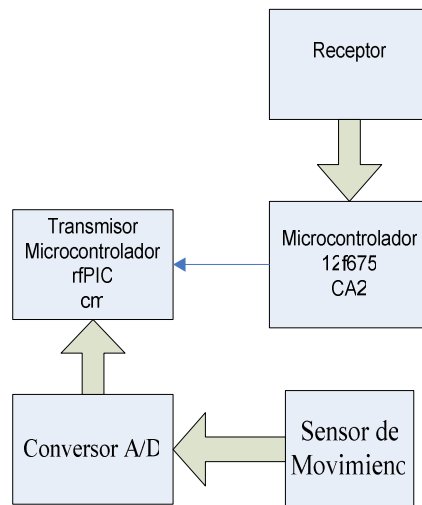 Receptor
Transmisor
Microcontrolador
rfPIC
cm
Microcontrolador
12f675
CA2
Conversor A/D
Sensor de
Movimienc